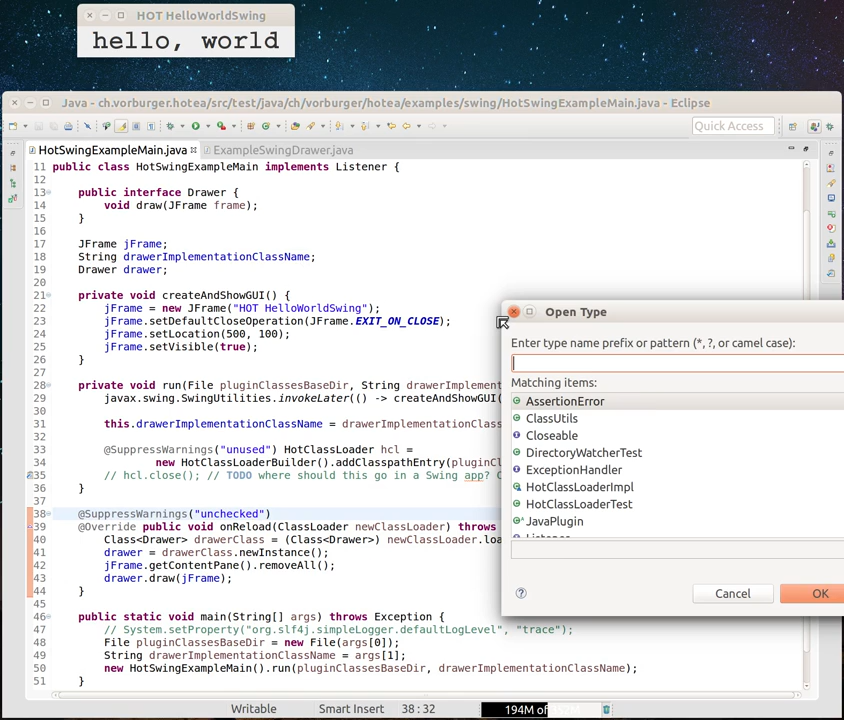 HOT HelloWorldSwing
hello, world
Java - ch.vorburger.hotea/src/test/java/ch/vorburger/hotea/examples/swing/HotSwingExampleMain.java - Eclipse
Quick Access
HotSwingExampleMain.java
ExampleSwingDrawer.java
11 public class HotSwingExampleMain implements Listener {
12
13 public interface Drawer {
14 void draw(JFrame frame);
15 }
16
17 JFrame jFrame;
18 String drawerImplementationClassName;
19 Drawer drawer;
20
21 private void createAndShowGUI() {
22 jFrame = new JFrame("HOT HelloWorldSwing");
23 jFrame.setDefaultCloseOperation(JFrame.EXIT_ON_CLOSE);
24 jFrame.setLocation(500, 100);
25 jFrame.setVisible(true);
26 }
27
28 private void run(File pluginClassesBaseDir, String drawerImplement
29 javax.swing.SwingUtilities.invokeLater(() -> createAndShowGUI(
30
31 this.drawerImplementationClassName = drawerImplementationClass
32
33 @SuppressWarnings("unused") HotClassLoader hcl =
34 new HotClassLoaderBuilder().addClasspathEntry(pluginCl
35 // hcl.close(); // TODO where should this go in a Swing app?
36 }
37
38 @SuppressWarnings("unchecked")
39 @Override public void onReload(ClassLoader newClassLoader) throws
40 Class<Drawer> drawerClass = (Class<Drawer>) newClassLoader.loa
41 drawer = drawerClass.newInstance();
42 jFrame.getContentPane().removeAll();
43 drawer.draw(jFrame);
44 }
45
46 public static void main(String[] args) throws Exception {
47 // System.setProperty("org.slf4j.simpleLogger.defaultLogLevel", "trace");
48 File pluginClassesBaseDir = new File(args[0]);
49 String drawerImplementationClassName = args[1];
50 new HotSwingExampleMain().run(pluginClassesBaseDir, drawerImplementationClassName);
51 }
Open Type
Enter type name prefix or pattern (*, ?, or camel case):
Matching items:
AssertionError
ClassUtils
Closeable
DirectoryWatcherTest
ExceptionHandler
HotClassLoaderImpl
HotClassLoaderTest
JavaPlugin
Listener
Cancel
OK
Writable
Smart Insert
38 : 32
194M of